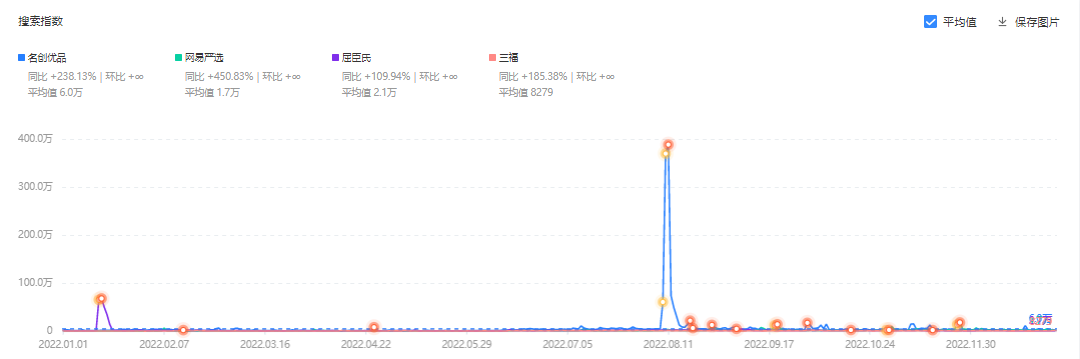 搜索指数
平均值 保存图片
名创优品 网易严选 屈臣氏 三福
同比 +238.13% | 环比 +∞ 同比 +450.83% | 环比 +∞ 同比 +109.94% | 环比 +∞ 同比 +185.38% | 环比 +∞
平均值 6.0万 平均值 1.7万 平均值 2.1万 平均值 8279
400.0万
300.0万
200.0万
100.0万
0
2022.01.01 2022.02.07 2022.03.16 2022.04.22 2022.05.29 2022.07.05 2022.08.11 2022.09.17 2022.10.24 2022.11.30